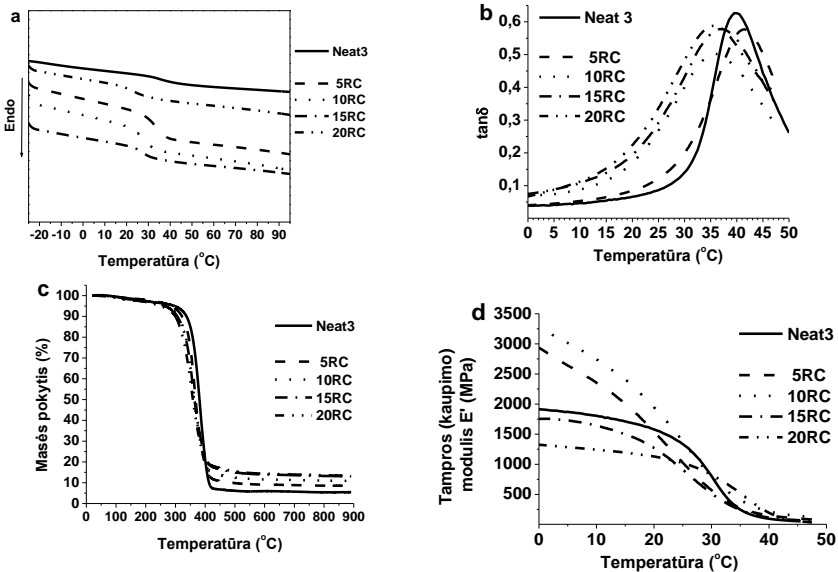 a
Neat3
5RC
10RC
15RC
20RC
Endo
-20 -10 0 10 20 30 40 50 60 70 80 90
Temperatūra (°C)
b
0,6
0,5
0,4
0,3
0,2
0,1
tanδ
Neat 3
5RC
10RC
15RC
20RC
0 5 10 15 20 25 30 35 40 45 50
Temperatūra (°C)
c
100
90
80
70
60
50
40
30
20
10
0
Masės pokytis (%)
Neat3
5RC
10RC
15RC
20RC
0 100 200 300 400 500 600 700 800 900
Temperatūra (°C)
d
3500
3000
2500
2000
1500
1000
500
Tampros (kaupimo)
modulis E' (MPa)
Neat3
5RC
10RC
15RC
20RC
0 10 20 30 40 50
Temperatūra (°C)